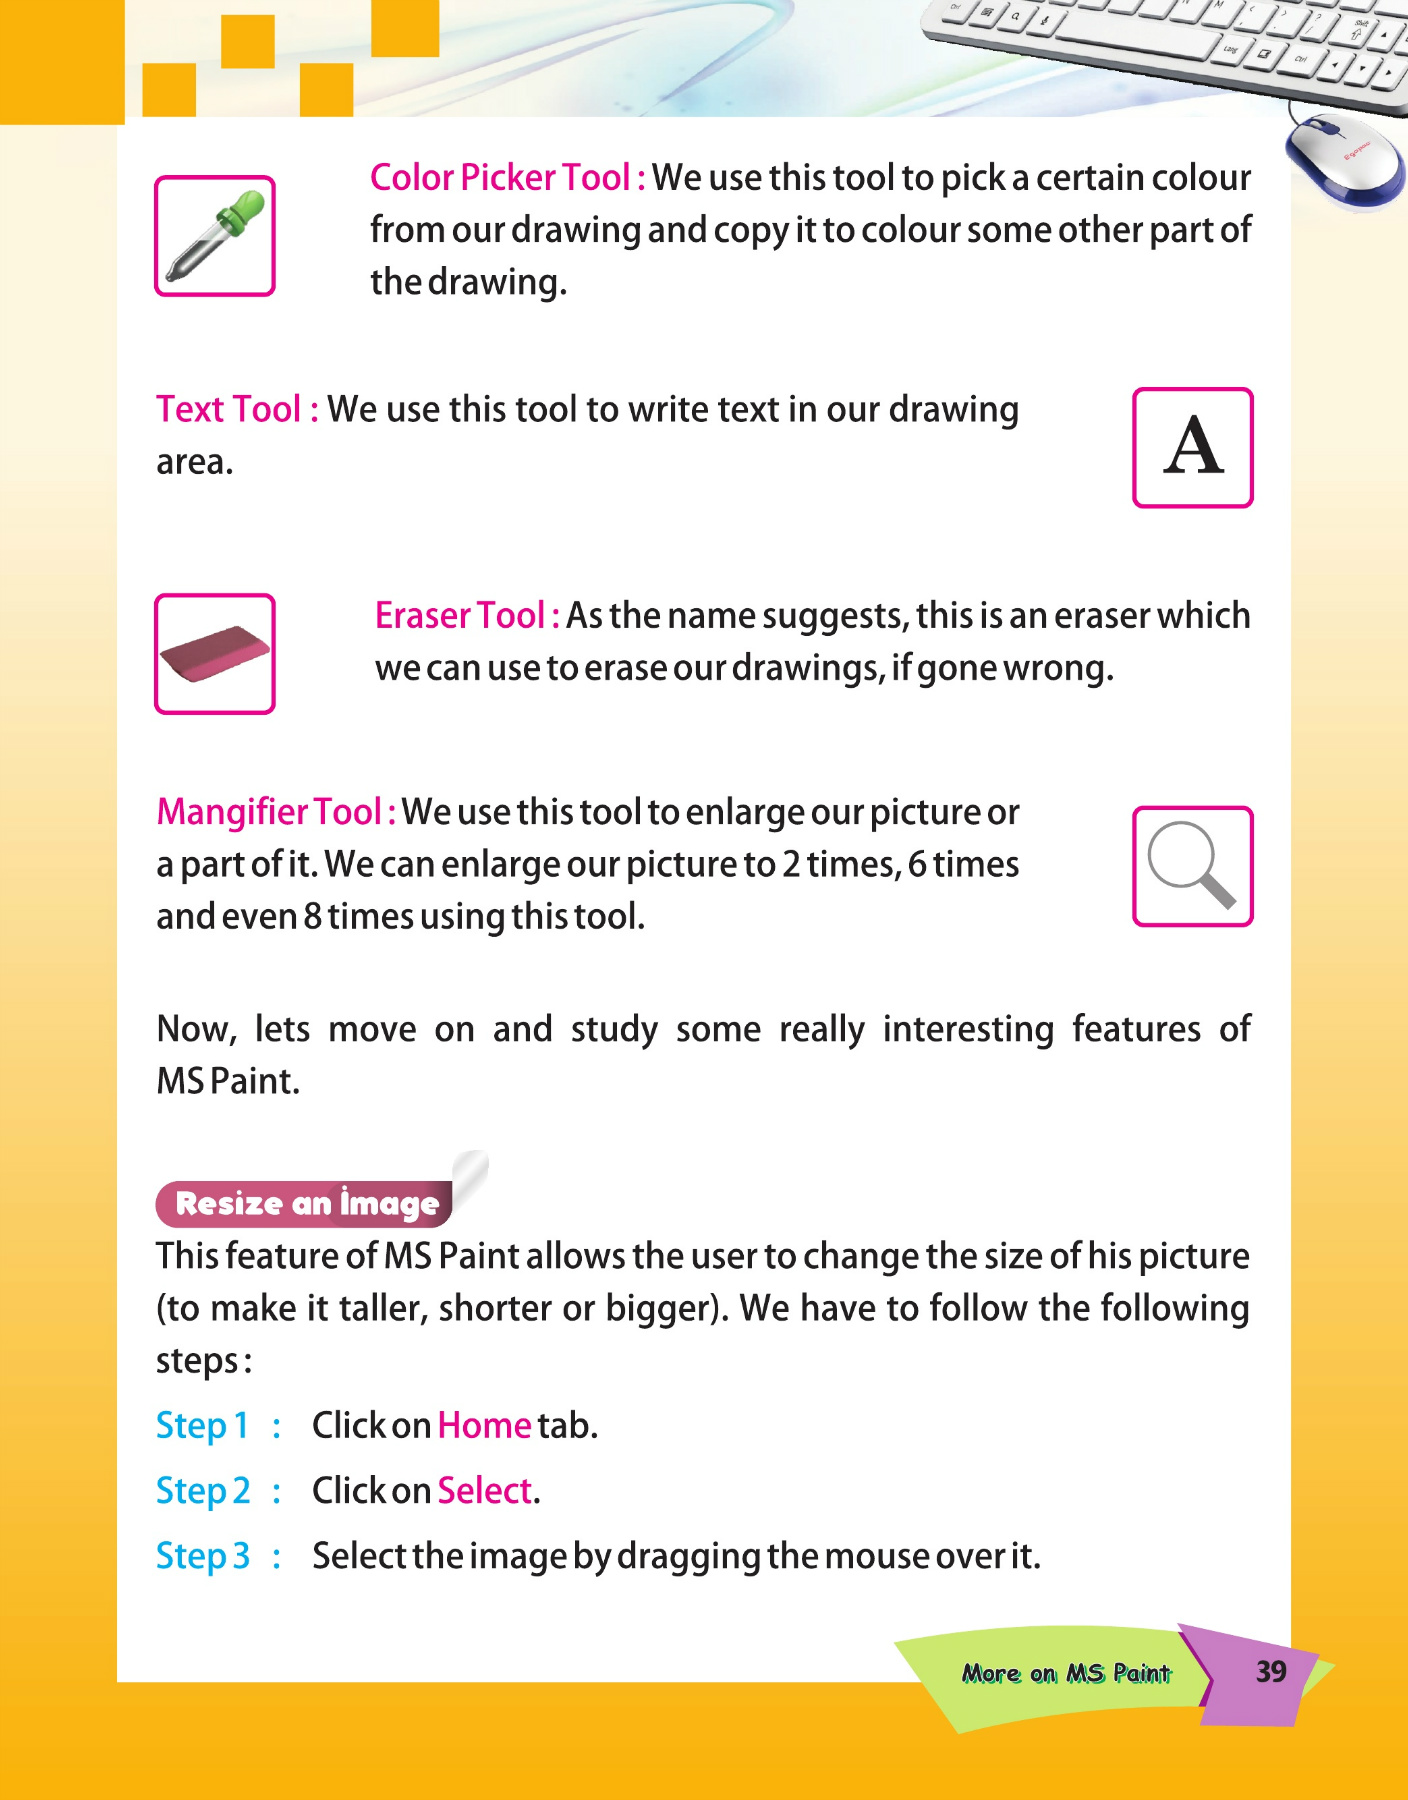 Color Picker Tool : We use this tool to pick a certain colour
from our drawing and copy it to colour some other part of
the drawing.
Text Tool : We use this tool to write text in our drawing
area.
A
Eraser Tool : As the name suggests, this is an eraser which
we can use to erase our drawings, if gone wrong.
Mangifier Tool : We use this tool to enlarge our picture or
a part of it. We can enlarge our picture to 2 times, 6 times
and even 8 times using this tool.
Now, lets move on and study some really interesting features of
MS Paint.
Resize an image
This feature of MS Paint allows the user to change the size of his picture
(to make it taller, shorter or bigger). We have to follow the following
steps :
Step 1 : Click on Home tab.
Step 2 : Click on Select.
Step 3 : Select the image by dragging the mouse over it.
More on MS Paint 39